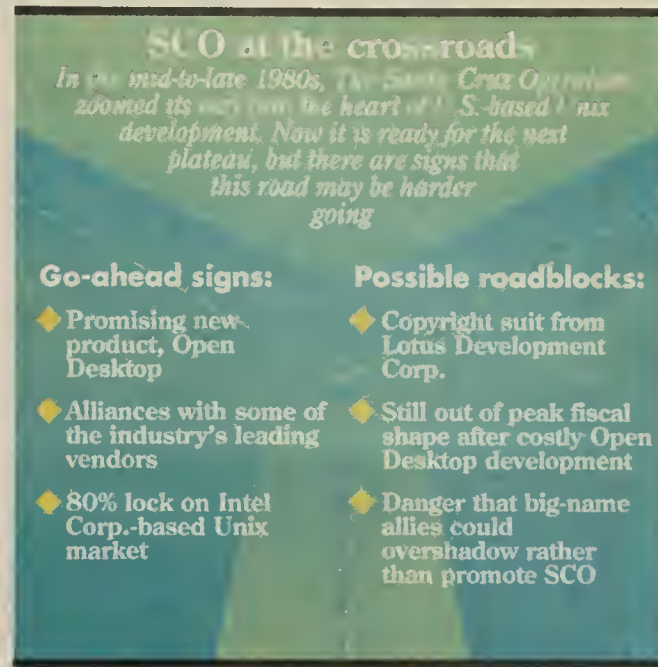 SCO at the crossroads
In the mid-to-late 1980s, The Santa Cruz Operation
zoomed its way into the heart of U.S.-based Unix
development. Now it is ready for the next
plateau, but there are signs that
this road may be harder
going
Go-ahead signs:
Promising new
product, Open
Desktop
Alliances with some of
the industry's leading
vendors
80% lock on Intel
Corp.-based Unix
market
Possible roadblocks:
Copyright suit from
Lotus Development
Corp.
Still out of peak fiscal
shape after costly Open
Desktop development
Danger that big-name
allies could
overshadow rather
than promote SCO